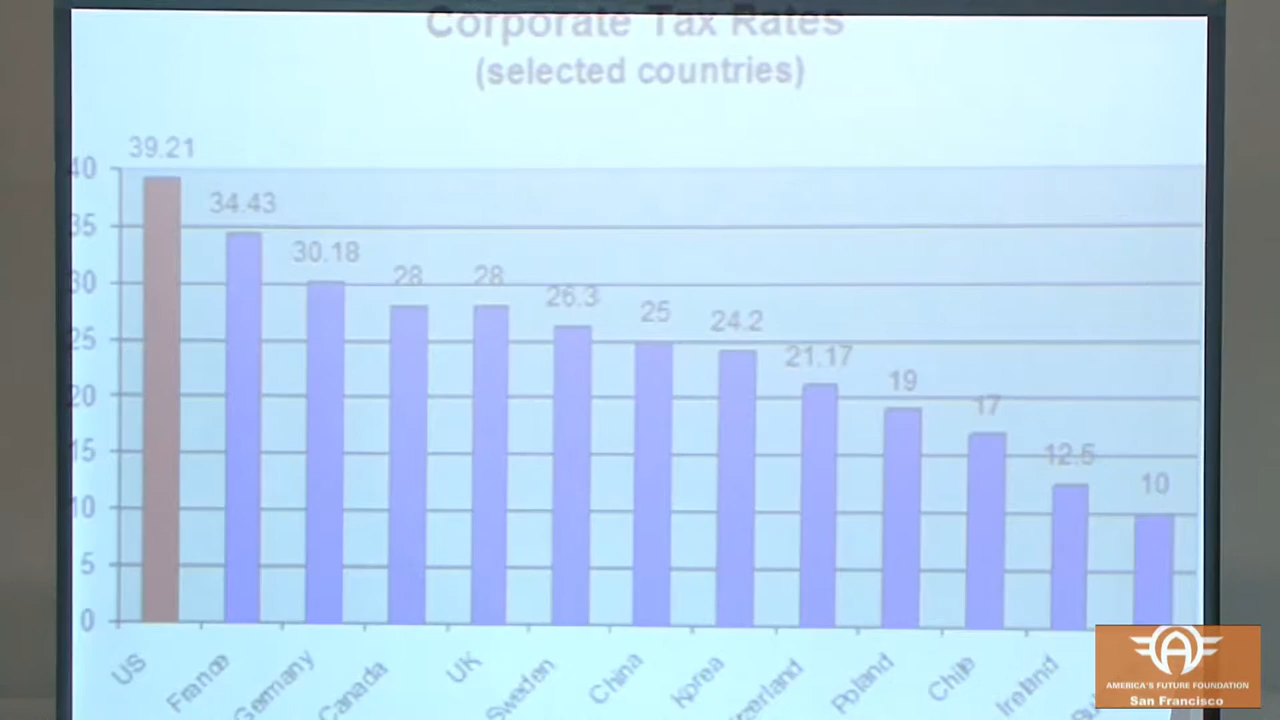 Corporate Tax Rates
(selected countries)
39.21
34.43
30.18
28
28
26.3
25
24.2
21.17
19
17
12.5
10
40
35
30
25
20
15
10
5
0
US
France
Germany
Canada
UK
China
Korea
Poland
Chile
Ireland
AMERICA'S FUTURE FOUNDATION
San Francisco